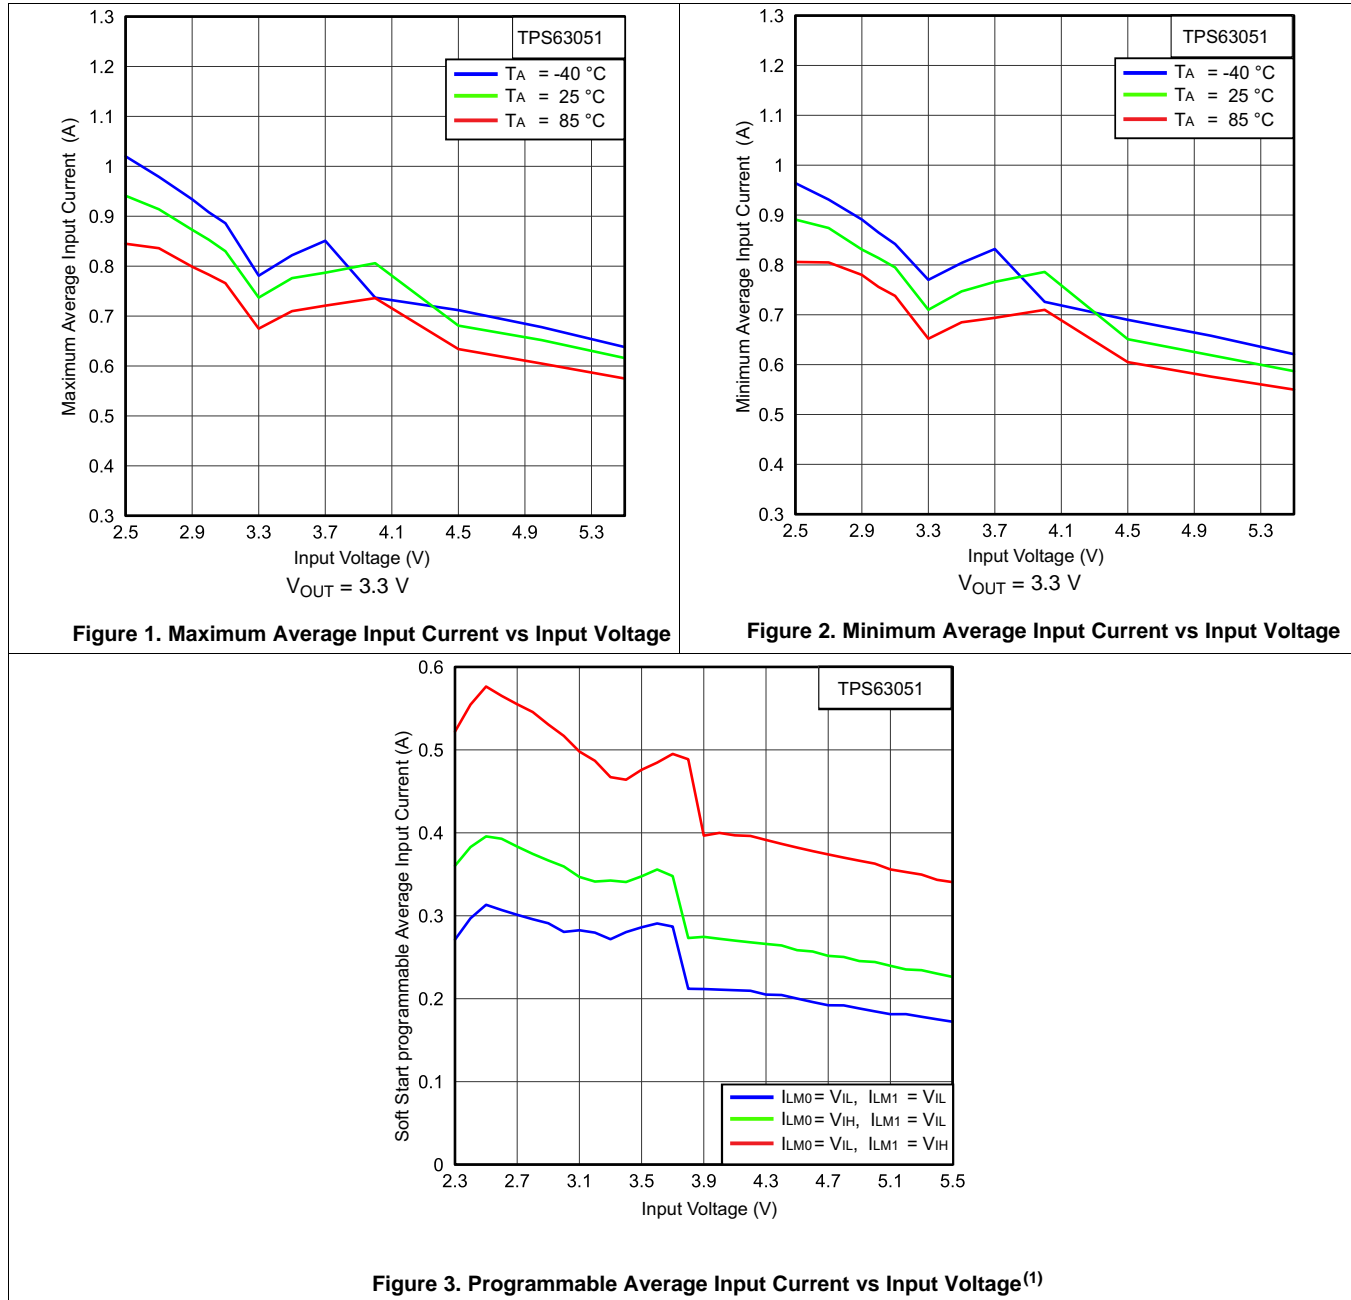 1.3
1.2
1.1
1
0.9
0.8
0.7
0.6
0.5
0.4
0.3
Maximum Average Input Current (A)
TPS63051
TA = -40 °C
TA = 25 °C
TA = 85 °C
2.5 2.9 3.3 3.7 4.1 4.5 4.9 5.3
Input Voltage (V)
VOUT = 3.3 V
Figure 1. Maximum Average Input Current vs Input Voltage
1.3
1.2
1.1
1
0.9
0.8
0.7
0.6
0.5
0.4
0.3
Minimum Average Input Current (A)
TPS63051
TA = -40 °C
TA = 25 °C
TA = 85 °C
2.5 2.9 3.3 3.7 4.1 4.5 4.9 5.3
Input Voltage (V)
VOUT = 3.3 V
Figure 2. Minimum Average Input Current vs Input Voltage
0.6
0.5
0.4
0.3
0.2
0.1
0
Soft Start programmable Average Input Current (A)
TPS63051
ILM0 = VIL, ILM1 = VIL
ILM0 = VIH, ILM1 = VIL
ILM0 = VIL, ILM1 = VIH
2.3 2.7 3.1 3.5 3.9 4.3 4.7 5.1 5.5
Input Voltage (V)
Figure 3. Programmable Average Input Current vs Input Voltage(1)